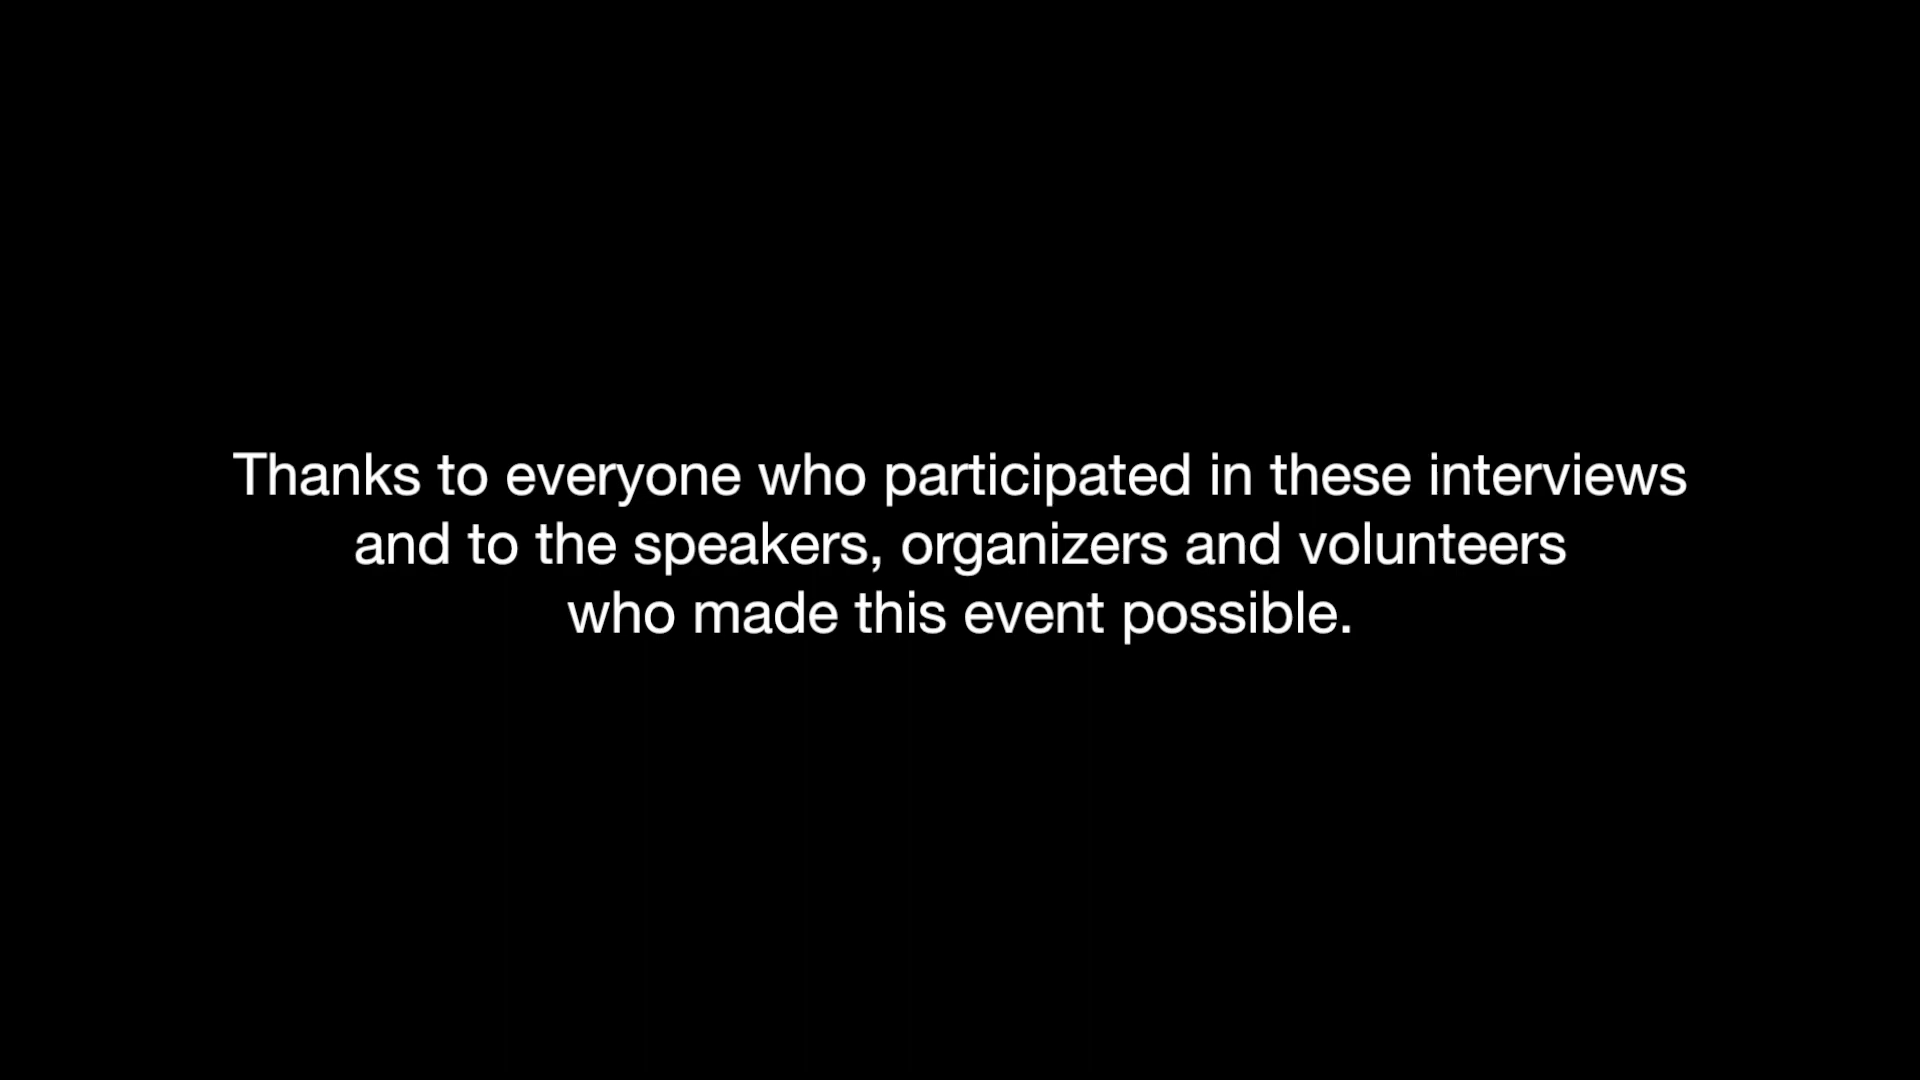 Thanks to everyone who participated in these interviews
and to the speakers, organizers and volunteers
who made this event possible.